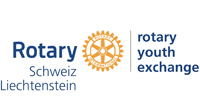 Rotary
Schweiz
Liechtenstein
rotary
youth
exchange